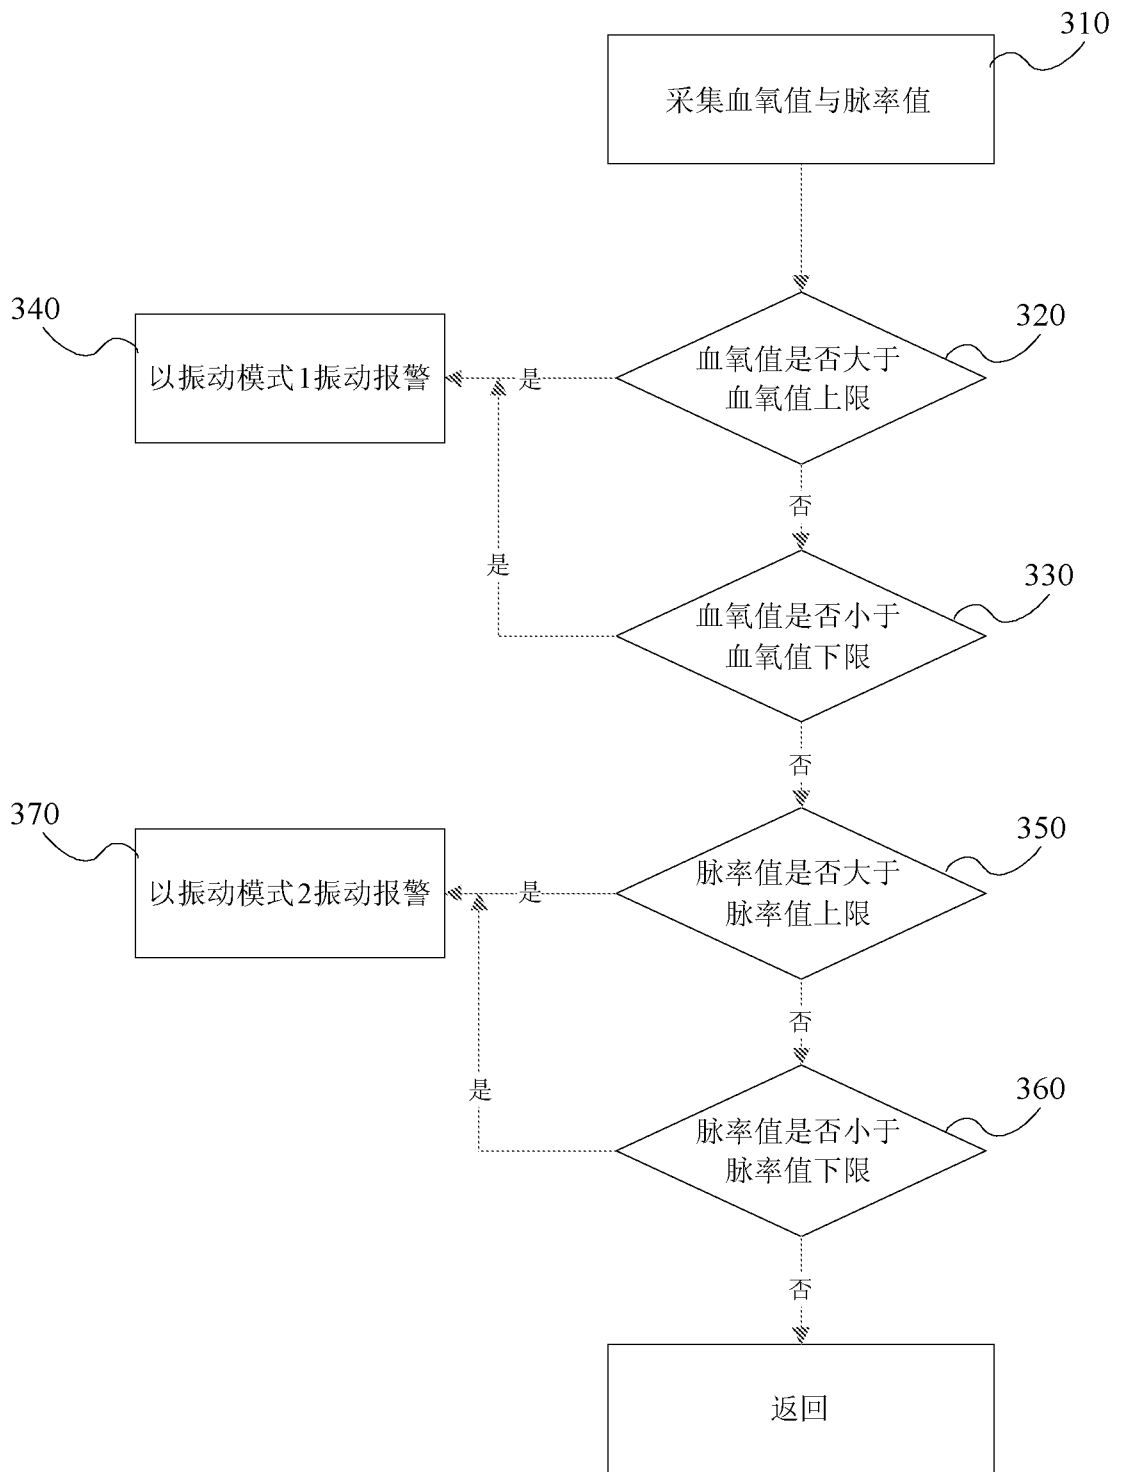 310
采集血氧值与脉率值
340
320
血氧值是否大于
血氧值上限
是
以振动模式1振动报警
否
是
330
血氧值是否小于
血氧值下限
否
370
350
脉率值是否大于
脉率值上限
是
以振动模式2振动报警
否
是
360
脉率值是否小于
脉率值下限
否
返回